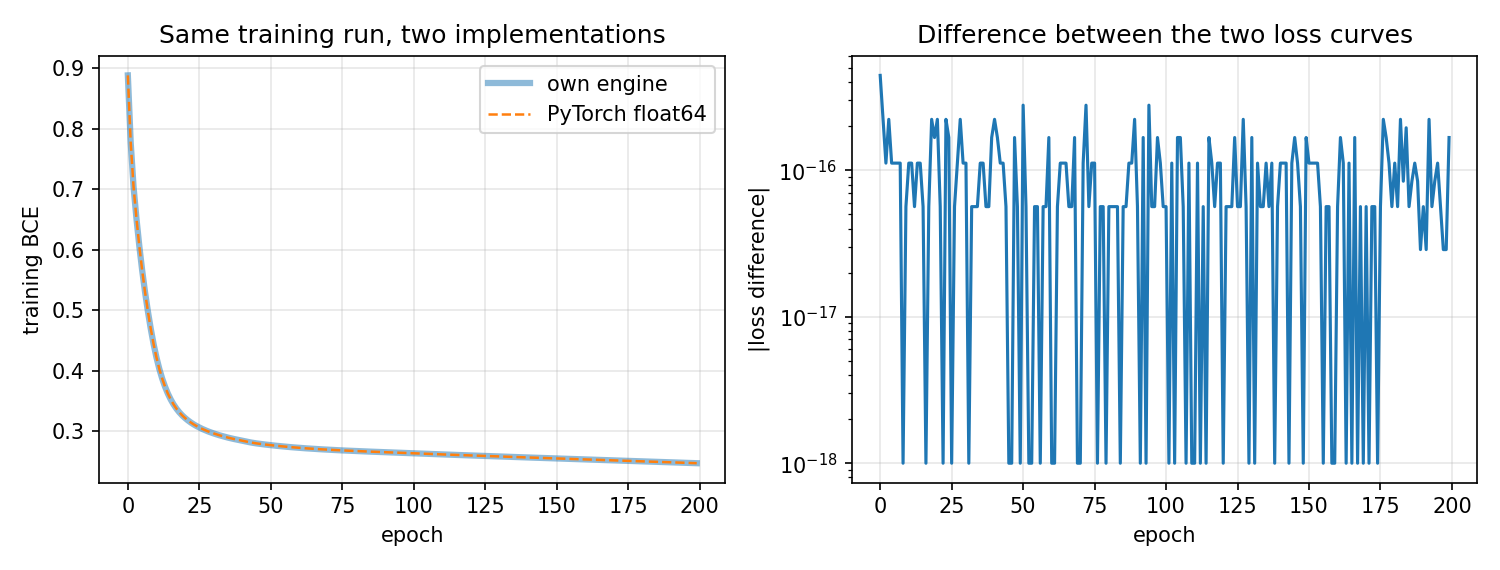 Same training run, two implementations
0.9
0.8
0.7
0.6
0.5
0.4
0.3
training BCE
own engine
PyTorch float64
0 25 50 75 100 125 150 175 200
epoch
Difference between the two loss curves
10⁻¹⁶
10⁻¹⁷
10⁻¹⁸
|loss difference|
0 25 50 75 100 125 150 175 200
epoch